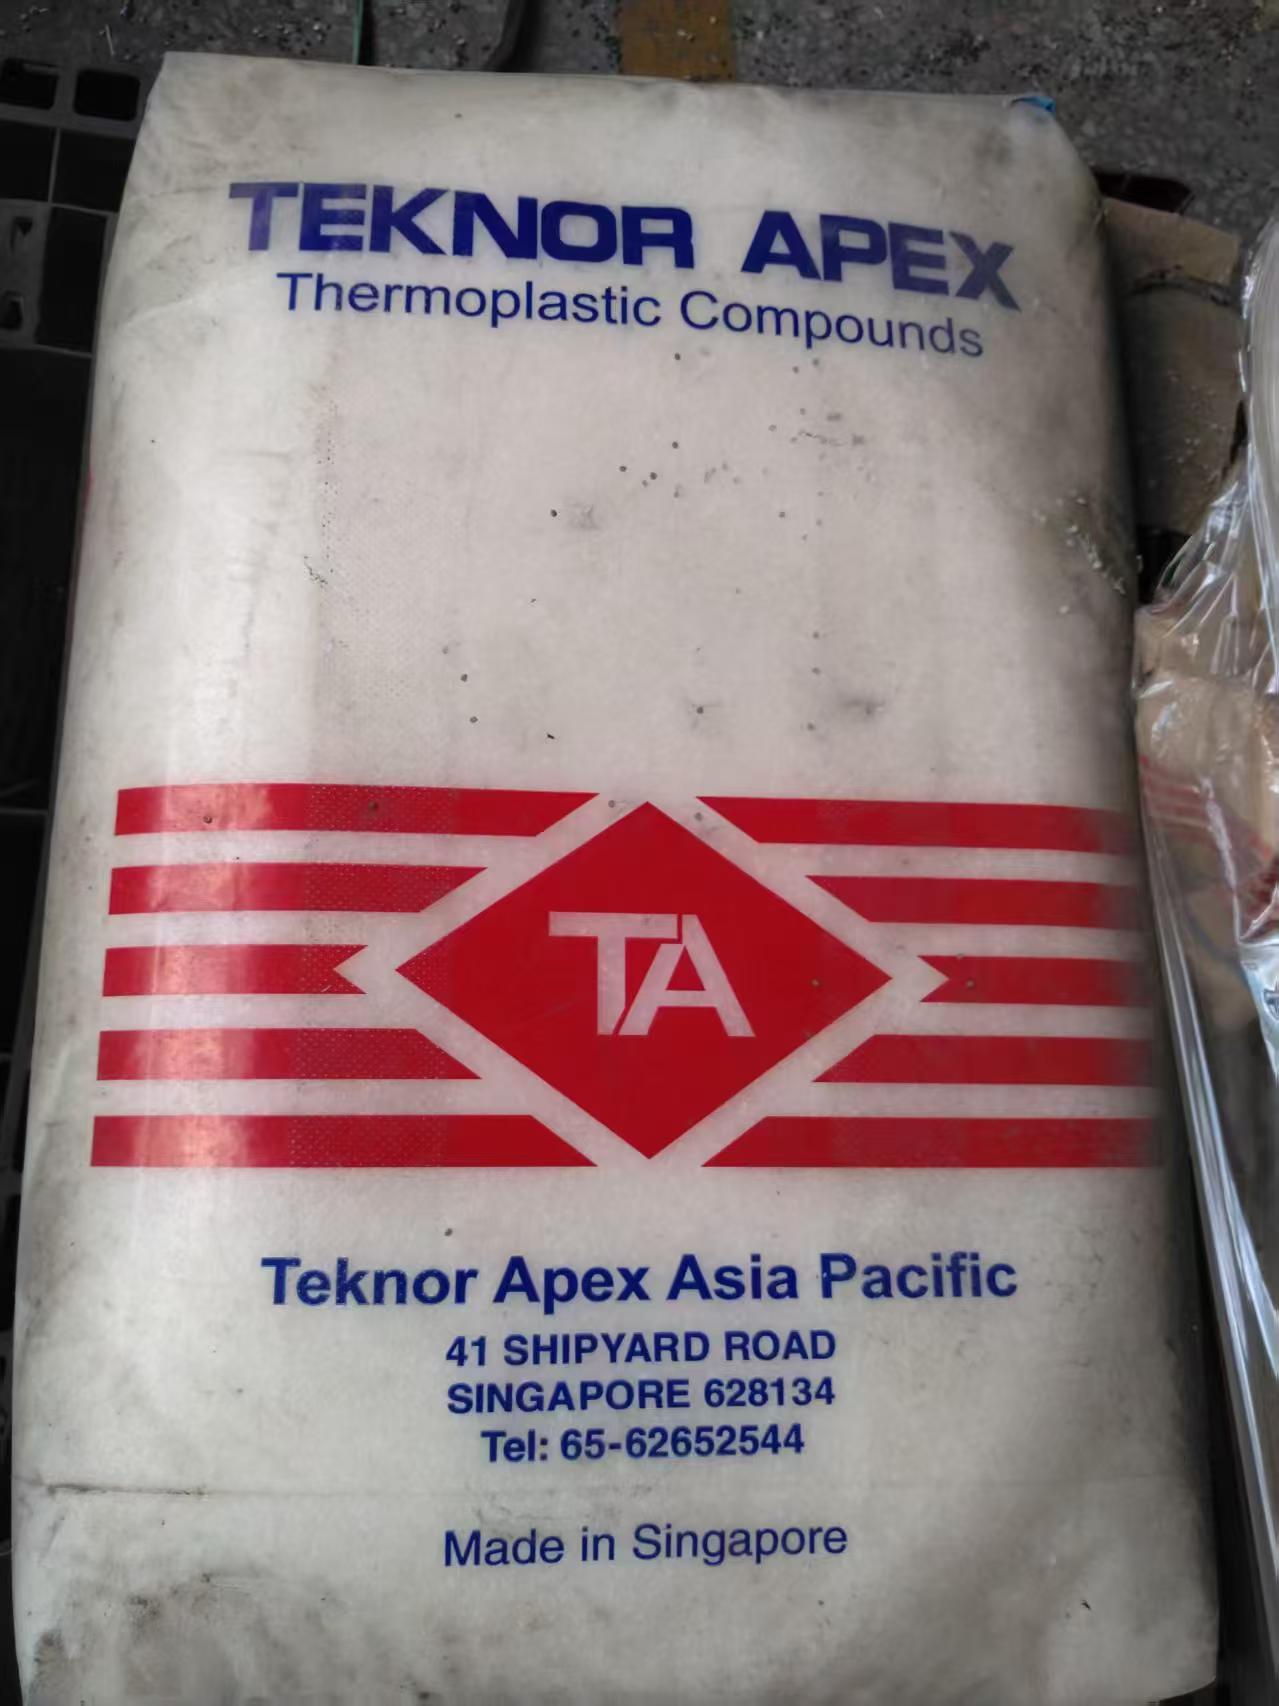 TEKNOR APEX
Thermoplastic Compounds
TA
Teknor Apex Asia Pacific
41 SHIPYARD ROAD
SINGAPORE 628134
Tel: 65-62652544
Made in Singapore